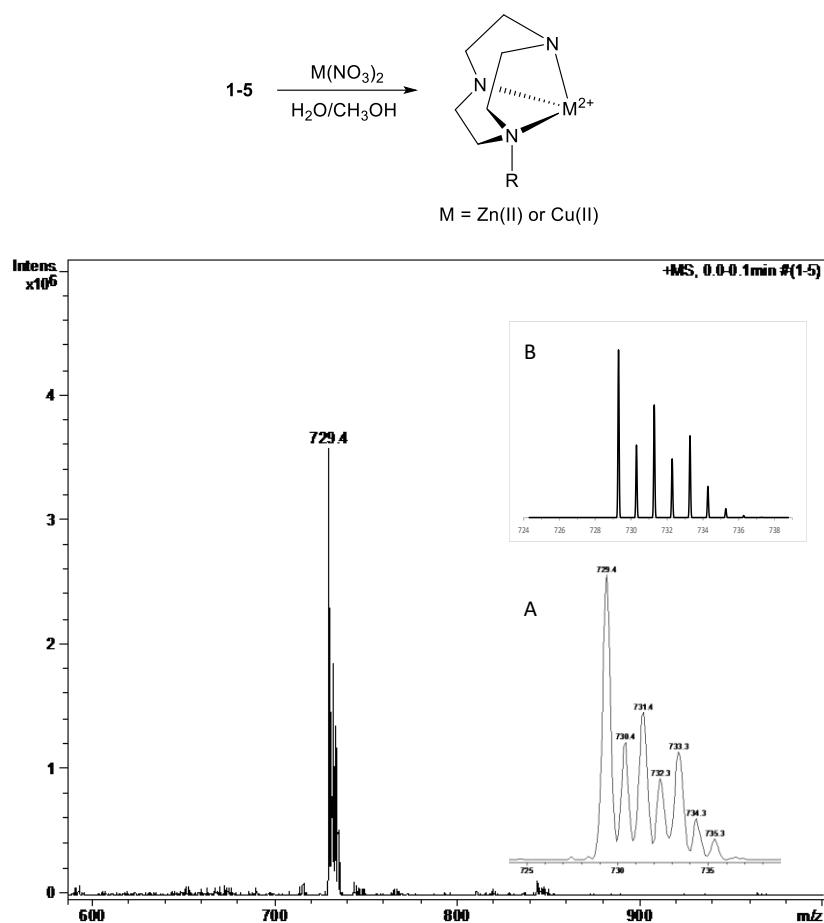 M(NO₃)₂
1-5
H₂O/CH₃OH
N
N
M²⁺
N
R
M = Zn(II) or Cu(II)
Intens.
x10⁶
+MS, 0.0-0.1min #(1-5)
B
4
729.4
724 726 728 730 732 734 736 738
3
729.4
A
2
731.4
730.4
733.3
732.3
1
734.3
735.3
725 730 735
0
600 700 800 900 m/z